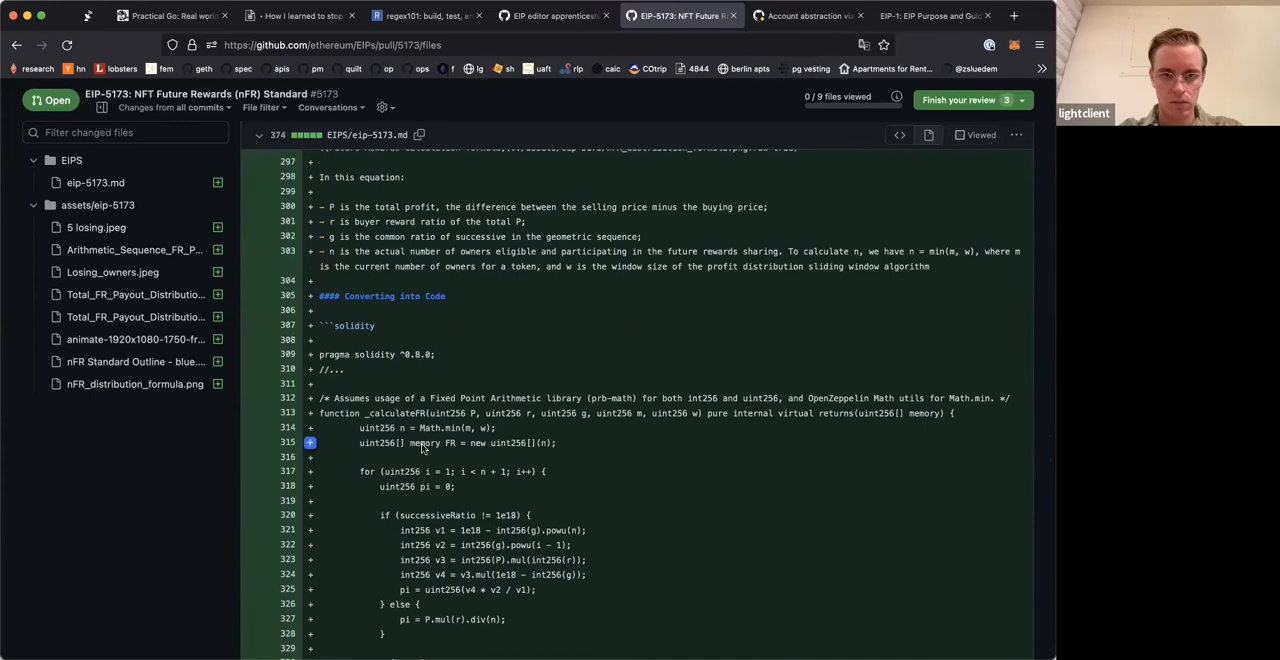 Practical Go: Real worl
· How I learned to stop
regex101: build, test, an
EIP editor apprenticesh
EIP-5173: NFT Future R
Account abstraction vi
EIP-1: EIP Purpose and Guid
https://github.com/ethereum/EIPs/pull/5173/files
research
hn
lobsters
fem
geth
spec
apis
pm
quilt
op
ops
f
lg
sh
uaft
rlp
caic
COtrip
4844
berlin apts
pg vesting
Apartments for Rent...
@zsluedem
Open
EIP-5173: NFT Future Rewards (nFR) Standard #5173
Changes from all commits
File filter
Conversations
0 / 9 files viewed
Finish your review 3
Filter changed files
EIPS
eip-5173.md
assets/eip-5173
5 losing.jpeg
Arithmetic_Sequence_FR_P...
Losing_owners.jpeg
Total_FR_Payout_Distributio...
Total_FR_Payout_Distributio...
animate-1920x1080-1750-fr...
nFR Standard Outline – blue....
nFR_distribution_formula.png
374
EIPS/eip-5173.md
Viewed
297 +
298 + In this equation:
299 +
300 + - P is the total profit, the difference between the selling price minus the buying price;
301 + - r is buyer reward ratio of the total P;
302 + - g is the common ratio of successive in the geometric sequence;
303 + - n is the actual number of owners eligible and participating in the future rewards sharing. To calculate n, we have n = min(m, w), where m
is the current number of owners for a token, and w is the window size of the profit distribution sliding window algorithm
304 +
305 + #### Converting into Code
306 +
307 + ```solidity
308 +
309 + pragma solidity ^0.8.0;
310 + //...
311 +
312 + /* Assumes usage of a Fixed Point Arithmetic library (prb-math) for both int256 and uint256, and OpenZeppelin Math utils for Math.min. */
313 + function _calculateFR(uint256 P, uint256 r, uint256 g, uint256 m, uint256 w) pure internal virtual returns(uint256[] memory) {
314 + uint256 n = Math.min(m, w);
315 + uint256[] memory FR = new uint256[](n);
316 +
317 + for (uint256 i = 1; i < n + 1; i++) {
318 + uint256 pi = 0;
319 +
320 + if (successiveRatio != 1e18) {
321 + int256 v1 = 1e18 - int256(g).powu(n);
322 + int256 v2 = int256(g).powu(i - 1);
323 + int256 v3 = int256(P).mul(int256(r));
324 + int256 v4 = v3.mul(1e18 - int256(g));
325 + pi = uint256(v4 * v2 / v1);
326 + } else {
327 + pi = P.mul(r).div(n);
328 + }
329 +
lightclient